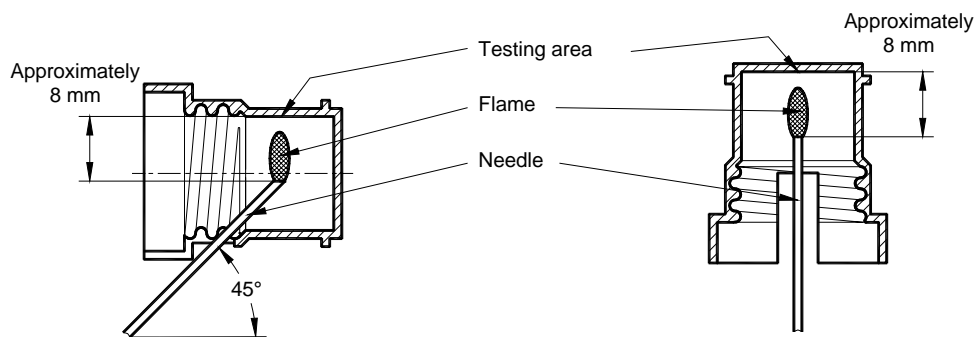 Approximately
8 mm
Testing area
Flame
Needle
45°
Approximately
8 mm